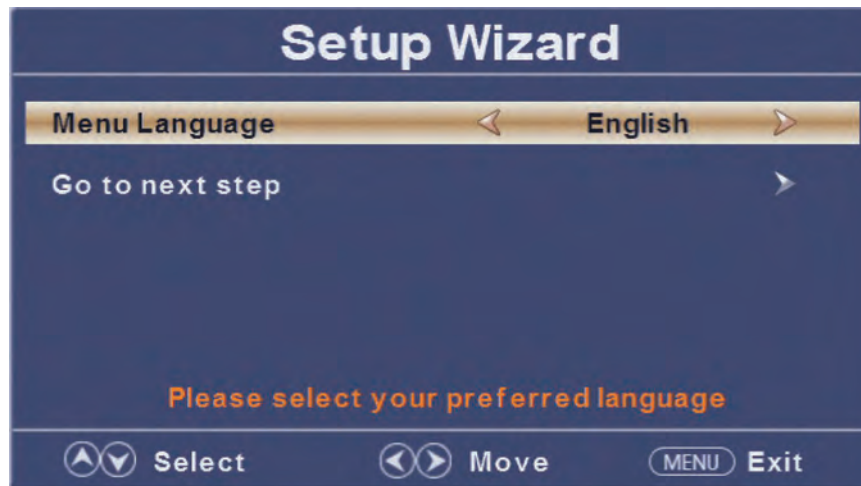 Setup Wizard
Menu Language English
Go to next step
Please select your preferred language
Select Move MENU Exit